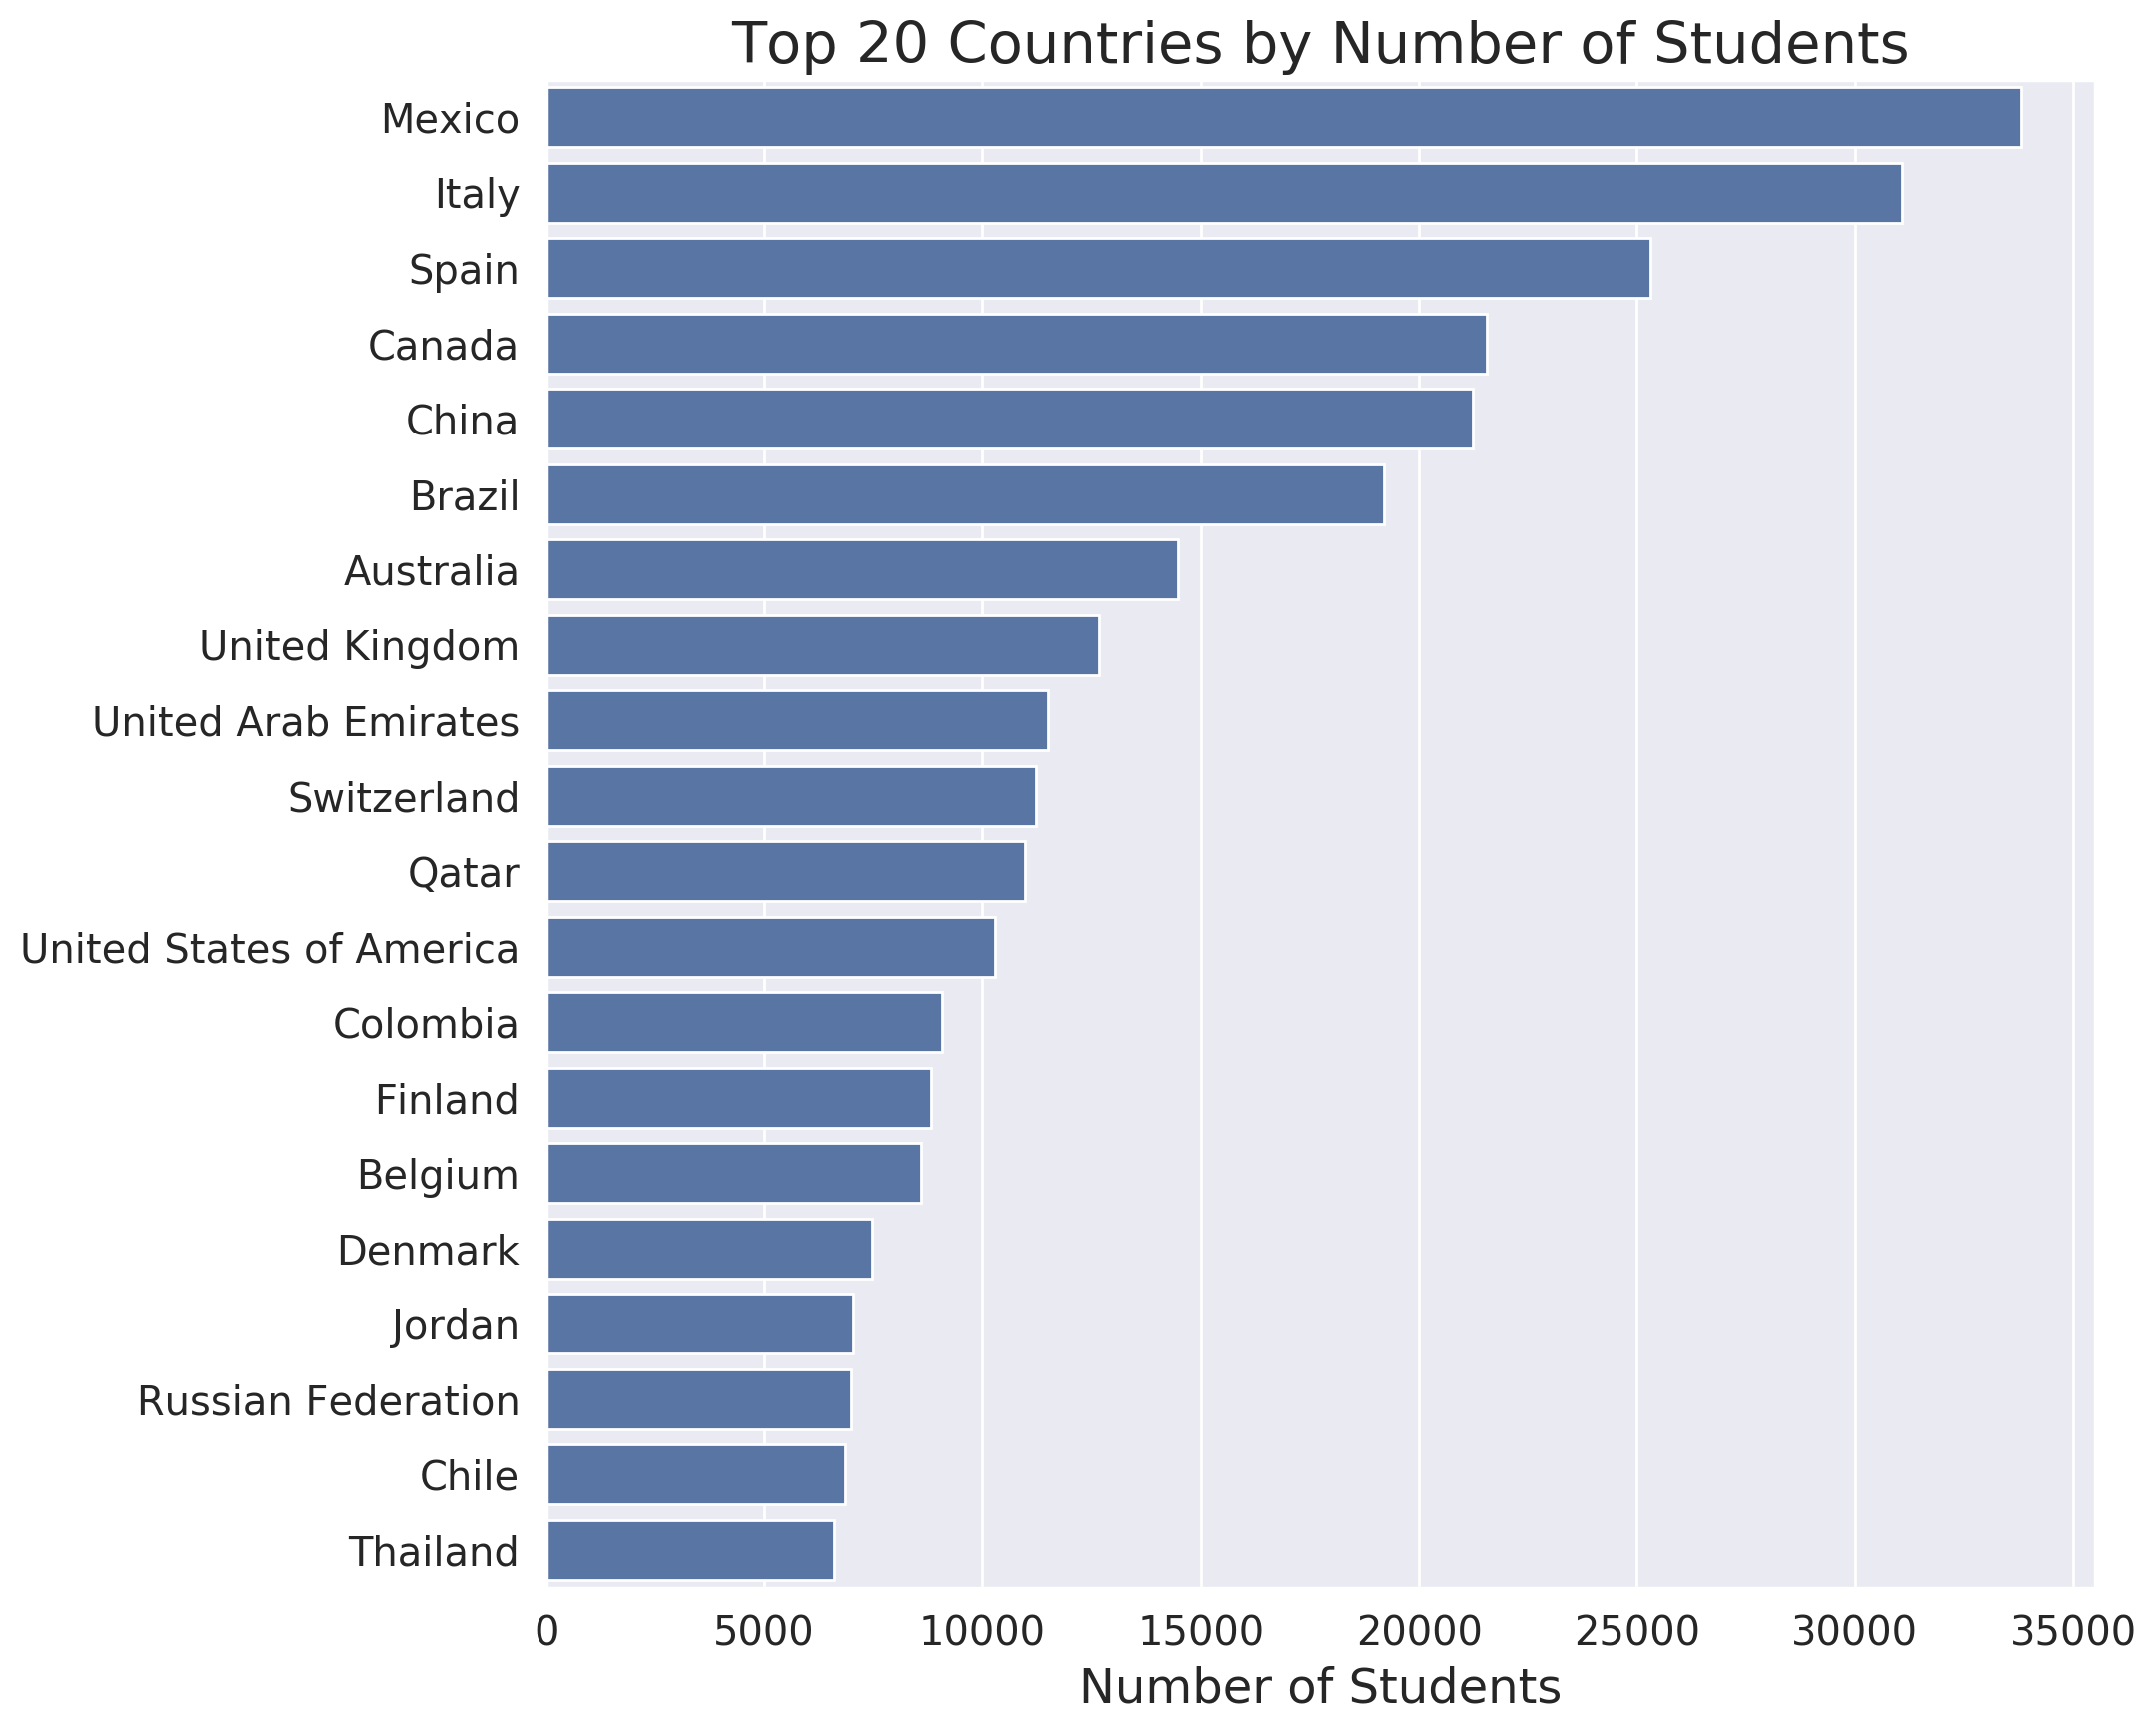 Top 20 Countries by Number of Students
Mexico
Italy
Spain
Canada
China
Brazil
Australia
United Kingdom
United Arab Emirates
Switzerland
Qatar
United States of America
Colombia
Finland
Belgium
Denmark
Jordan
Russian Federation
Chile
Thailand
0 5000 10000 15000 20000 25000 30000 35000
Number of Students